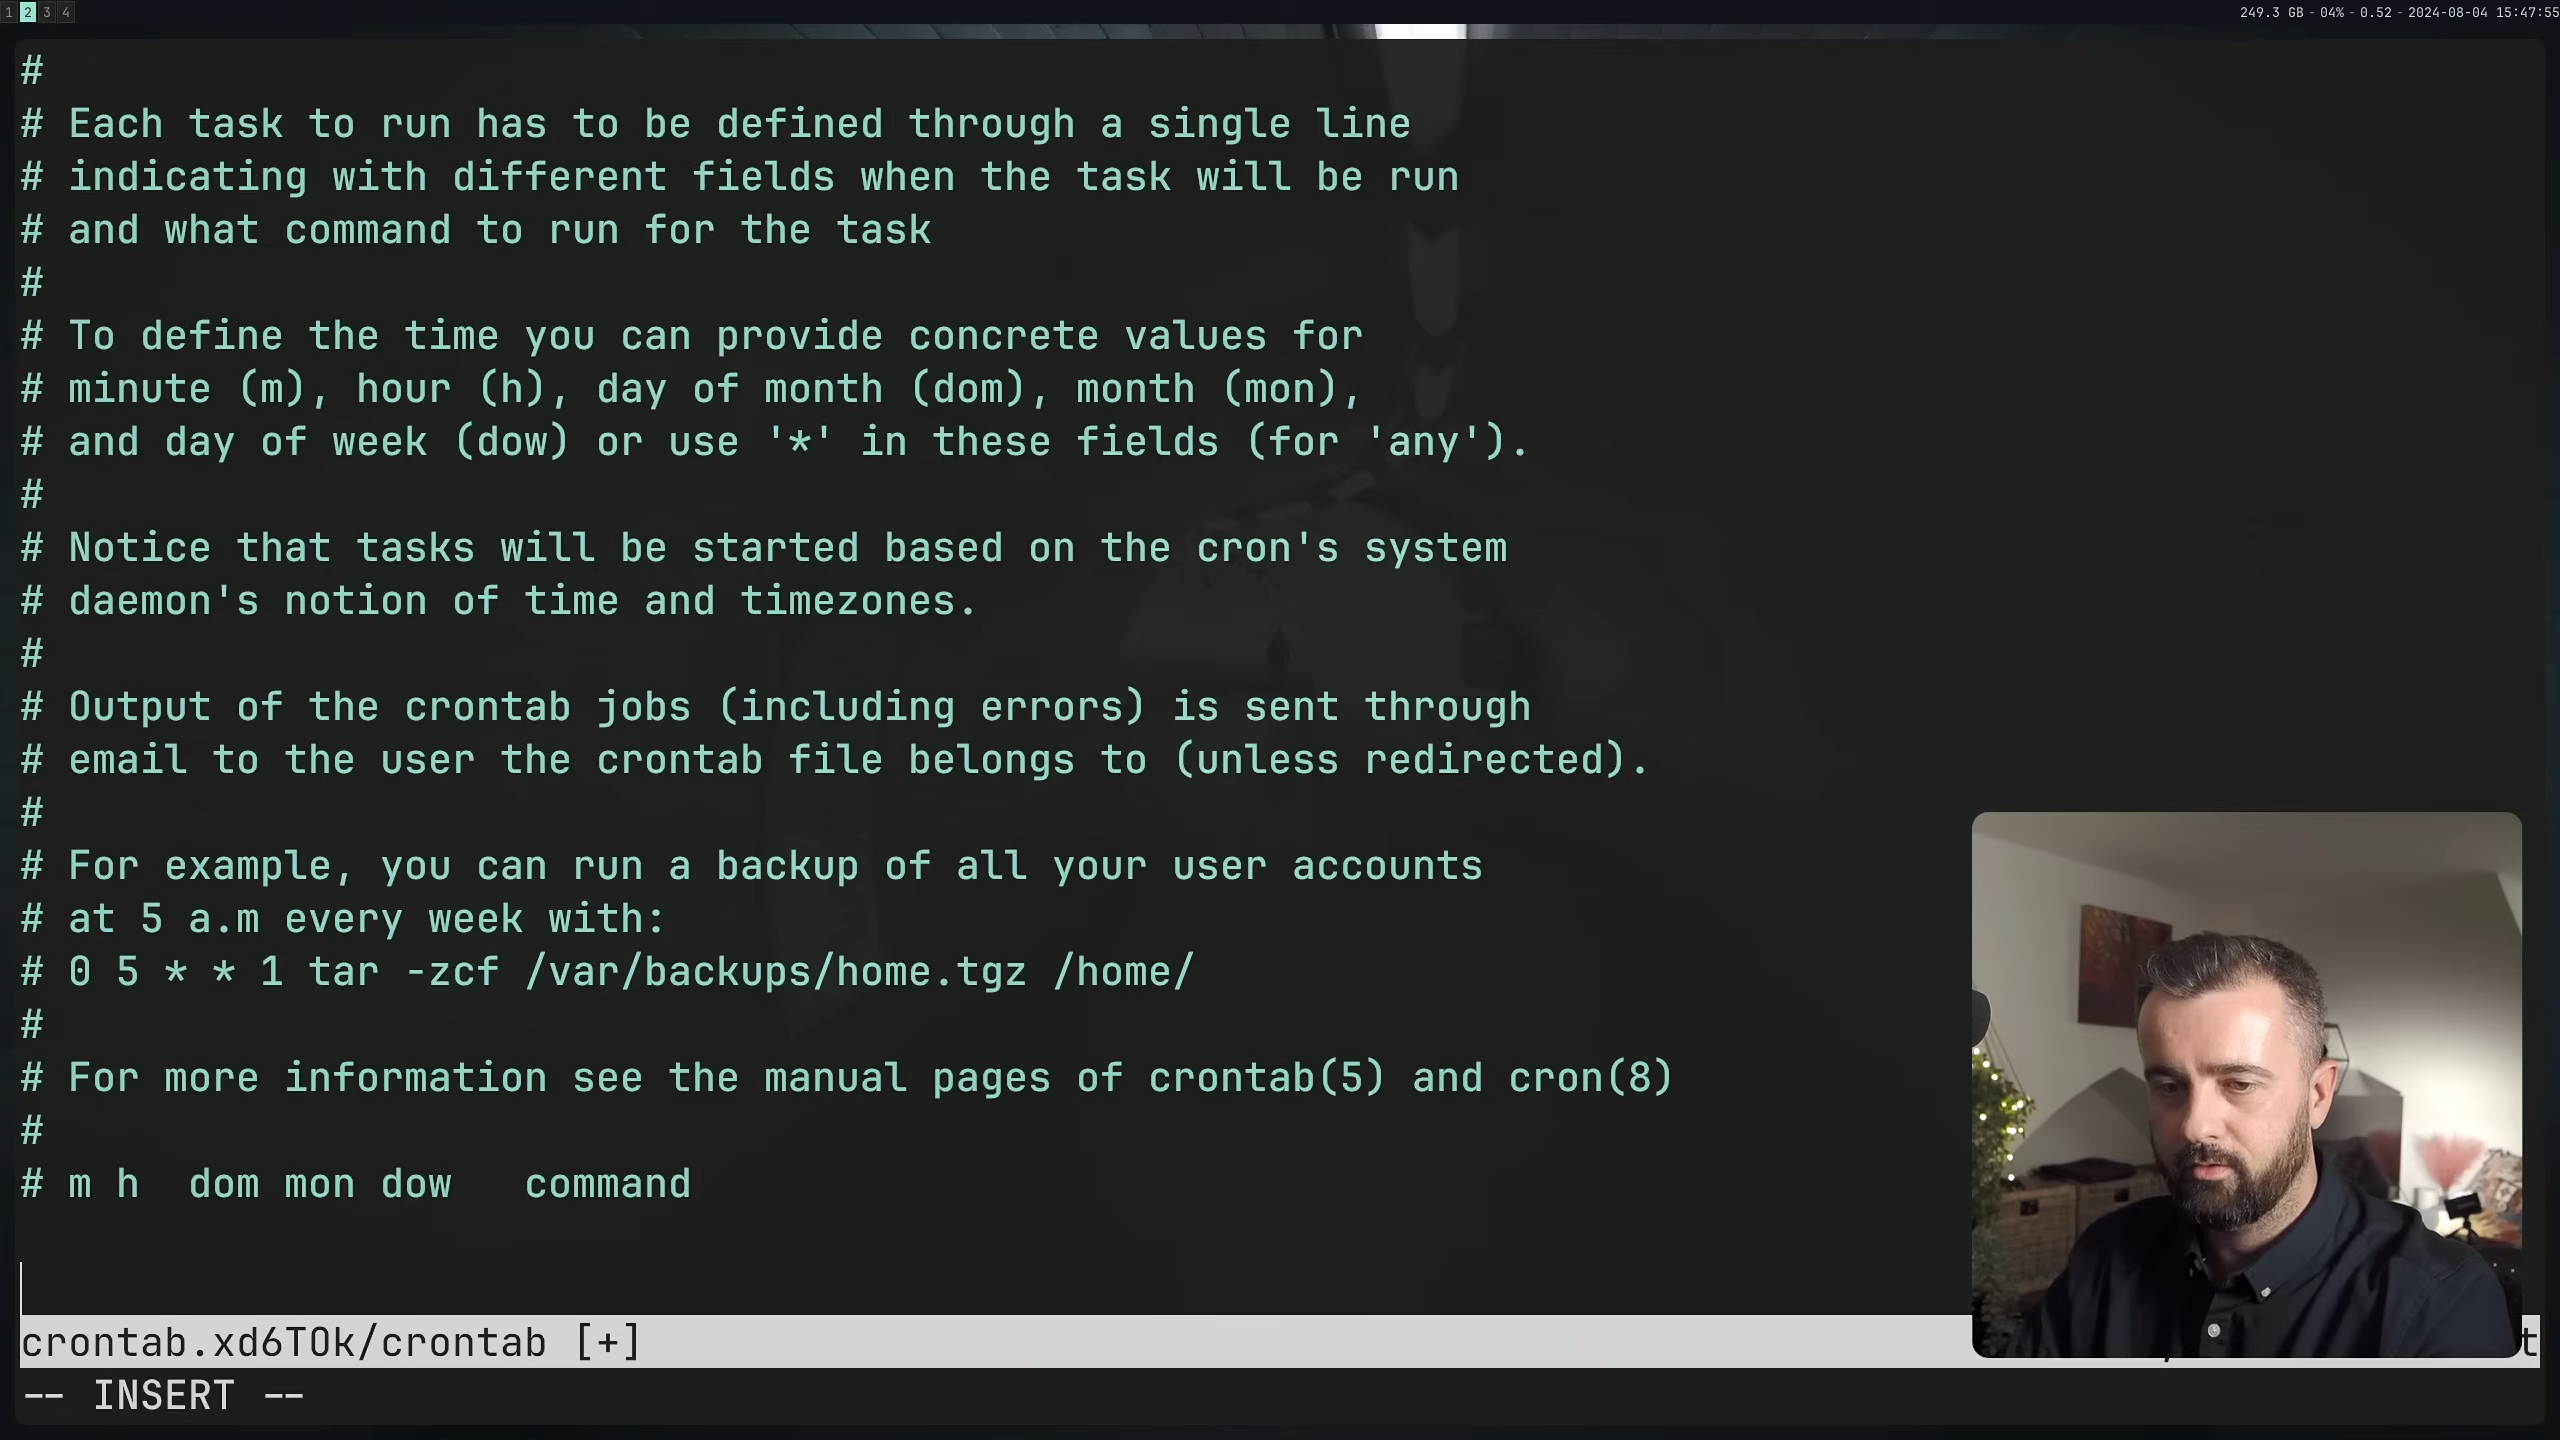 1 2 3 4
249.3 GB - 04% - 0.52 - 2024-08-04 15:47:55
#
# Each task to run has to be defined through a single line
# indicating with different fields when the task will be run
# and what command to run for the task
#
# To define the time you can provide concrete values for
# minute (m), hour (h), day of month (dom), month (mon),
# and day of week (dow) or use '*' in these fields (for 'any').
#
# Notice that tasks will be started based on the cron's system
# daemon's notion of time and timezones.
#
# Output of the crontab jobs (including errors) is sent through
# email to the user the crontab file belongs to (unless redirected).
#
# For example, you can run a backup of all your user accounts
# at 5 a.m every week with:
# 0 5 * * 1 tar -zcf /var/backups/home.tgz /home/
#
# For more information see the manual pages of crontab(5) and cron(8)
#
# m h  dom mon dow   command
crontab.xd6TOk/crontab [+]
-- INSERT --